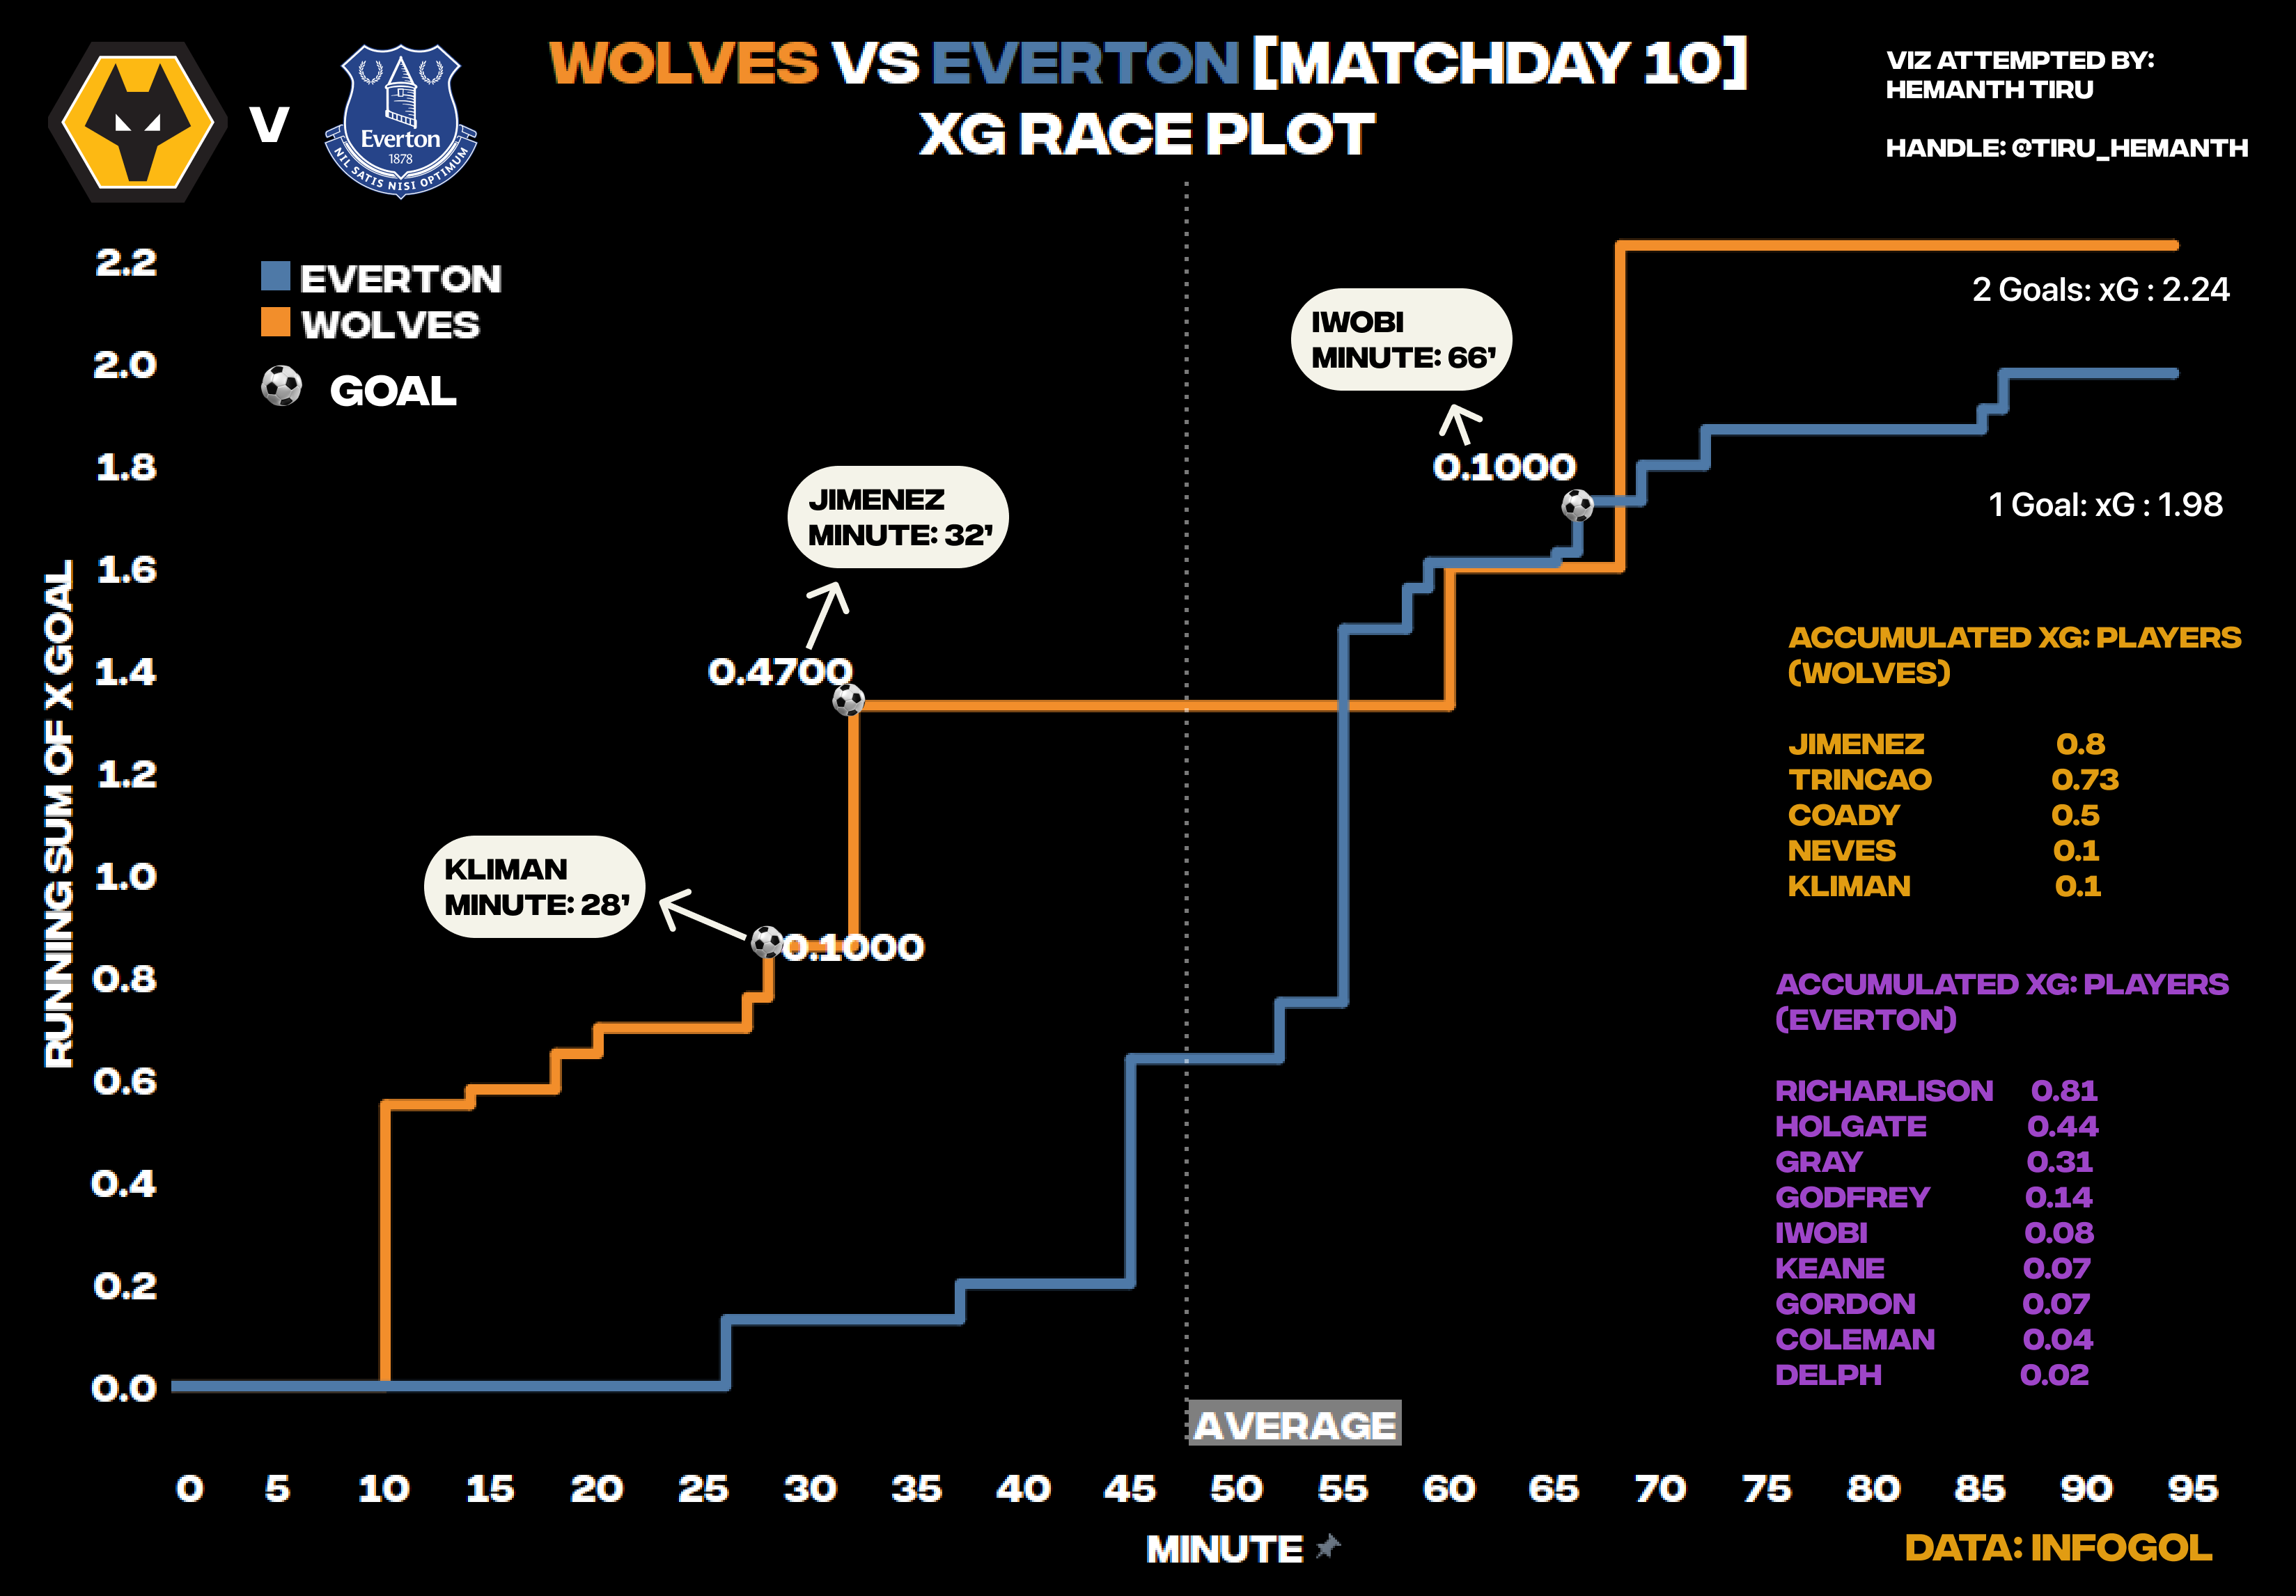 WOLVES VS EVERTON [MATCHDAY 10]
XG RACE PLOT
V
Everton
1878
NIL SATIS NISI OPTIMUM
VIZ ATTEMPTED BY:
HEMANTH TIRU
HANDLE: @TIRU_HEMANTH
EVERTON
WOLVES
GOAL
RUNNING SUM OF X GOAL
2.2
2.0
1.8
1.6
1.4
1.2
1.0
0.8
0.6
0.4
0.2
0.0
IWOBI
MINUTE: 66'
0.1000
JIMENEZ
MINUTE: 32'
0.4700
KLIMAN
MINUTE: 28'
0.1000
2 Goals: xG : 2.24
1 Goal: xG : 1.98
ACCUMULATED XG: PLAYERS
(WOLVES)
JIMENEZ 0.8
TRINCAO 0.73
COADY 0.5
NEVES 0.1
KLIMAN 0.1
ACCUMULATED XG: PLAYERS
(EVERTON)
RICHARLISON 0.81
HOLGATE 0.44
GRAY 0.31
GODFREY 0.14
IWOBI 0.08
KEANE 0.07
GORDON 0.07
COLEMAN 0.04
DELPH 0.02
AVERAGE
0 5 10 15 20 25 30 35 40 45 50 55 60 65 70 75 80 85 90 95
MINUTE
DATA: INFOGOL